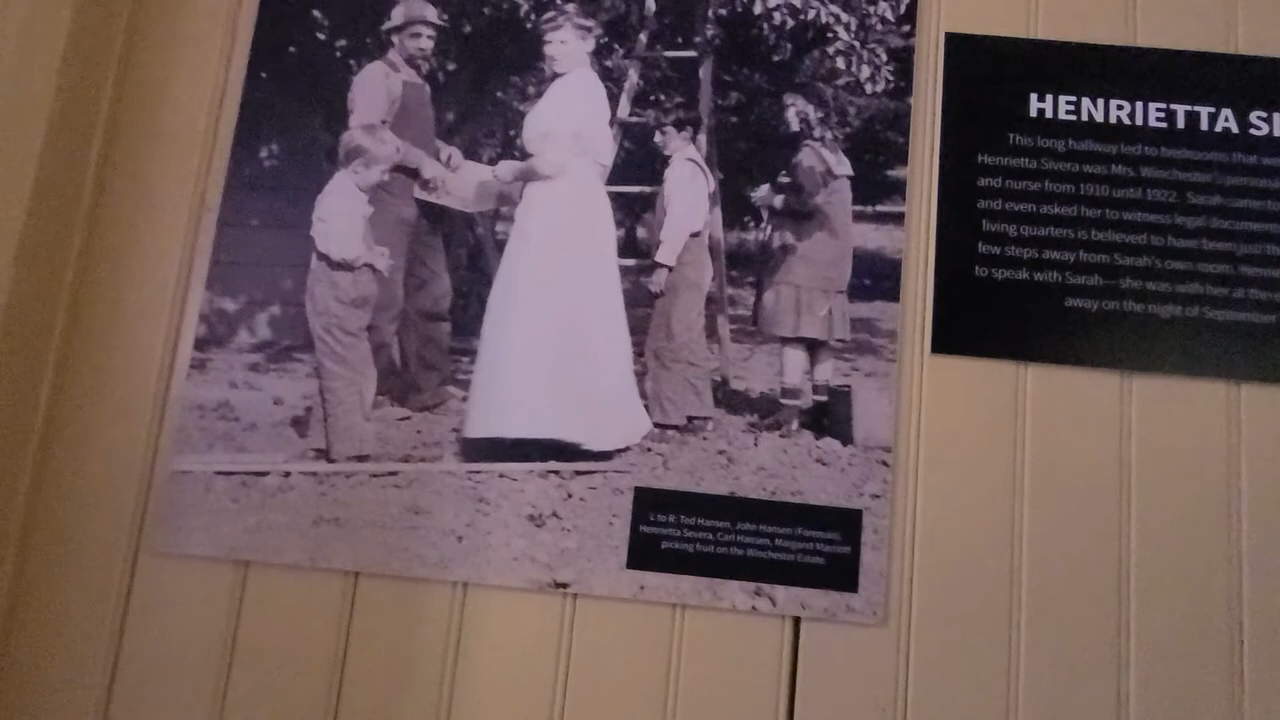 HENRIETTA S
This long hallway led to bedrooms that
Henrietta Sivera was Mrs. Winchester's
and nurse from 1910 until 1922. Sarah
and even asked her to witness legal documents
living quarters is believed to have been just
few steps away from Sarah's own room.
to speak with Sarah— she was with her at
away on the night of September
L to R: Ted Hansen, John Hansen (Foreman),
Henrietta Severa, Carl Hansen, Margaret Marriott
picking fruit on the Winchester Estate.